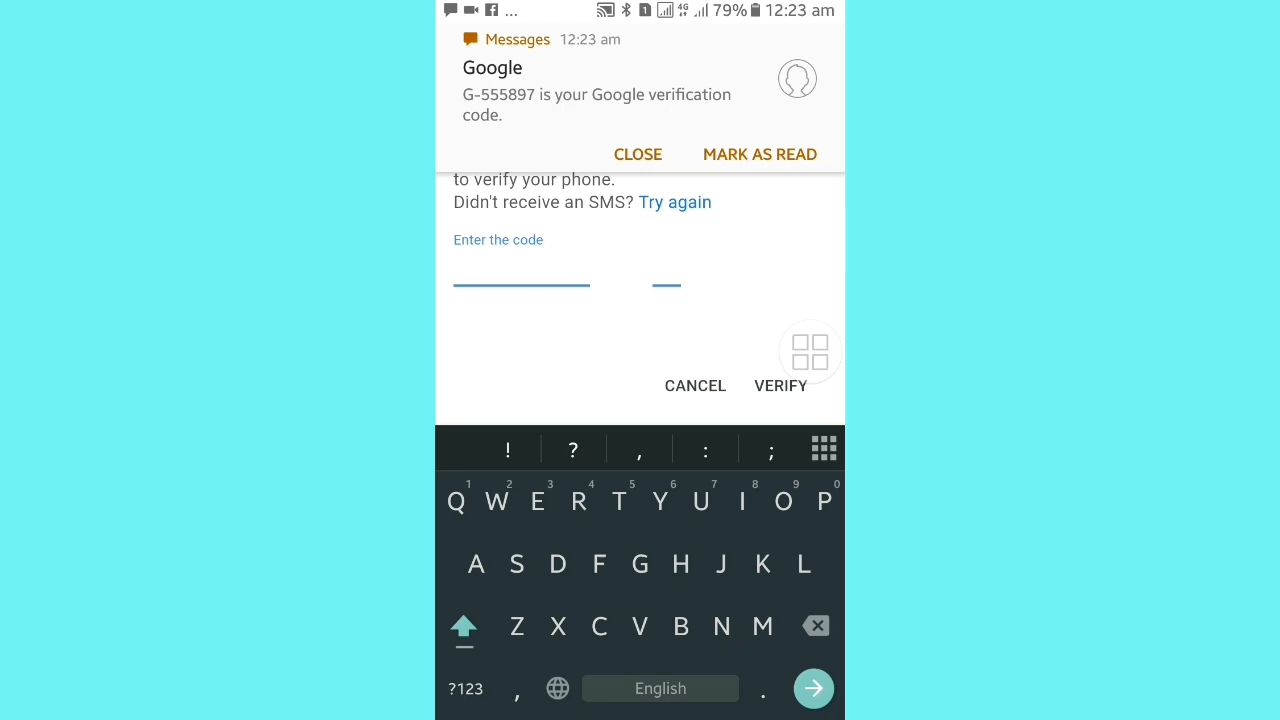 ... 1 4G 79% 12:23 am
Messages 12:23 am
Google
G-555897 is your Google verification
code.
CLOSE MARK AS READ
to verify your phone.
Didn't receive an SMS? Try again
Enter the code
CANCEL VERIFY
! ? , : ;
1 2 3 4 5 6 7 8 9 0
Q W E R T Y U I O P
A S D F G H J K L
Z X C V B N M
?123 , English .